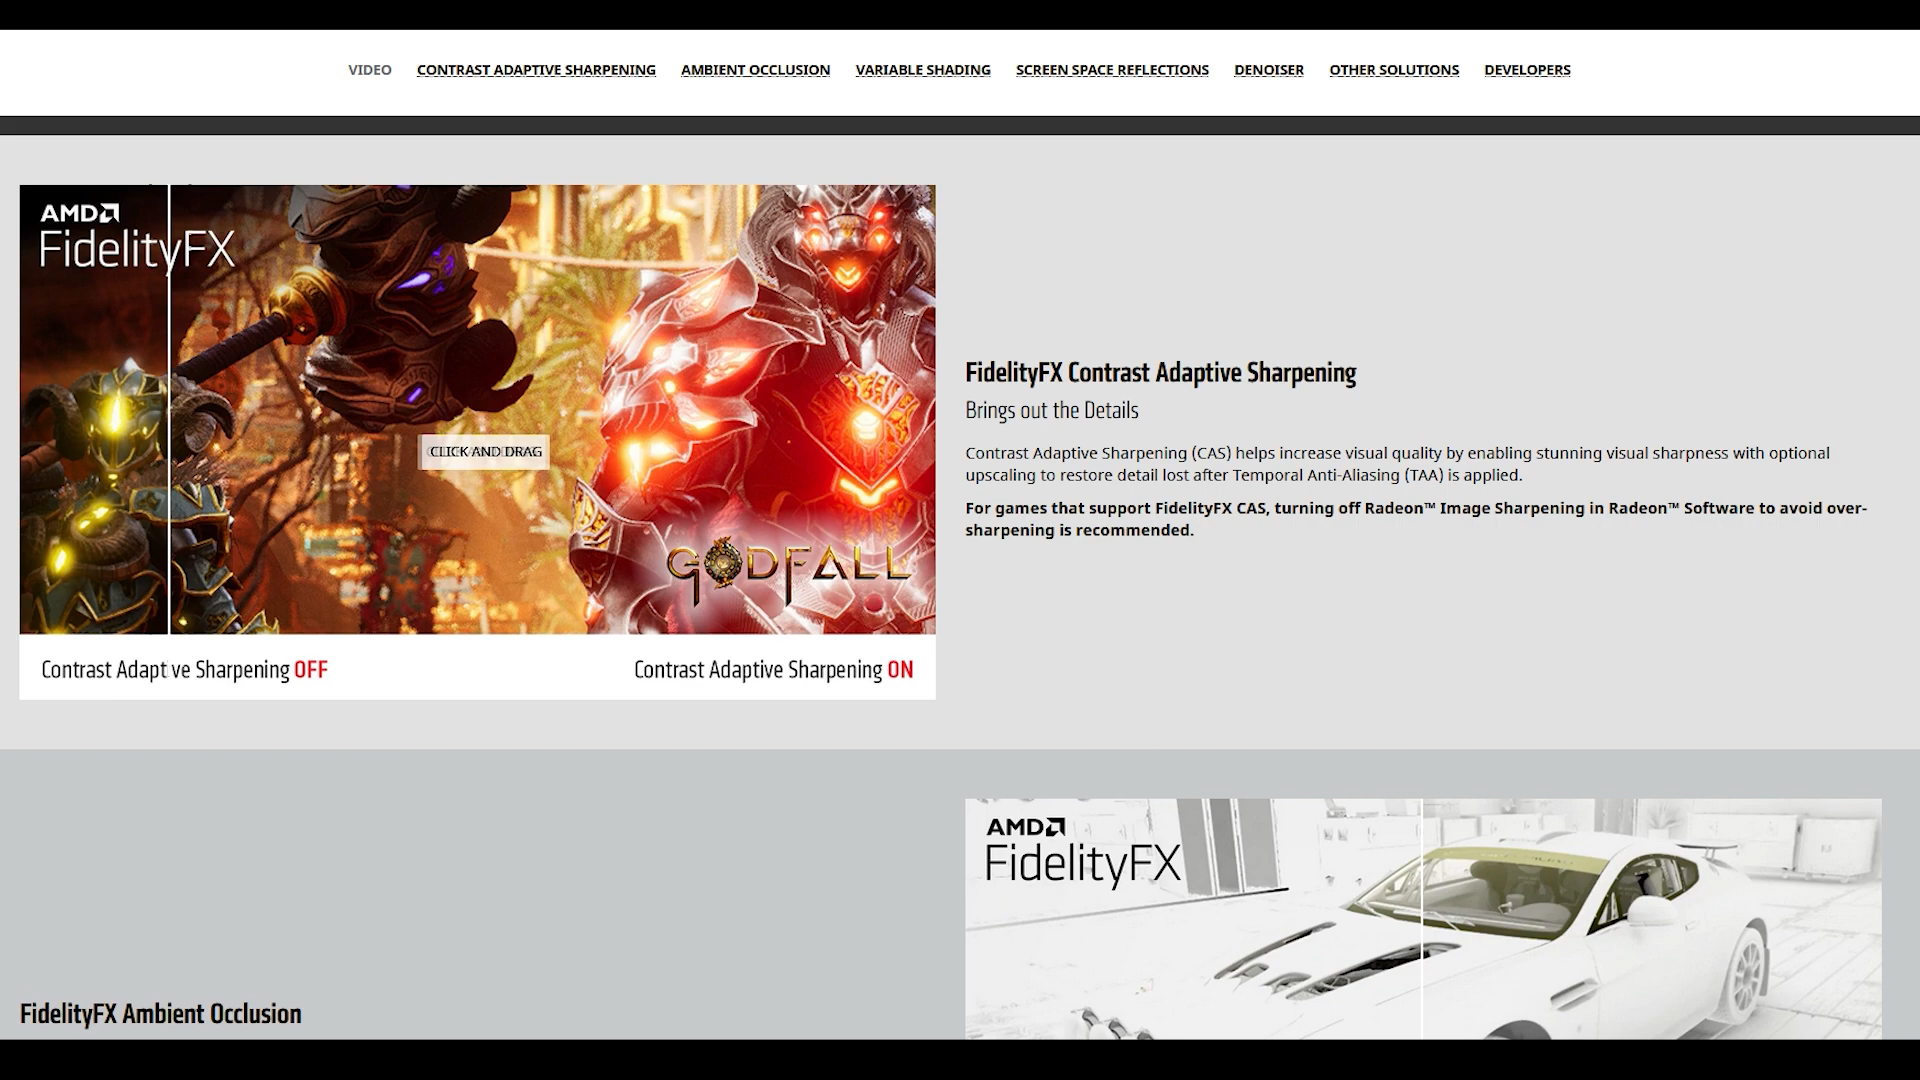 VIDEO CONTRAST ADAPTIVE SHARPENING AMBIENT OCCLUSION VARIABLE SHADING SCREEN SPACE REFLECTIONS DENOISER OTHER SOLUTIONS DEVELOPERS
AMD
FidelityFX
CLICK AND DRAG
GODFALL
Contrast Adapt ve Sharpening OFF
Contrast Adaptive Sharpening ON
FidelityFX Contrast Adaptive Sharpening
Brings out the Details
Contrast Adaptive Sharpening (CAS) helps increase visual quality by enabling stunning visual sharpness with optional
upscaling to restore detail lost after Temporal Anti-Aliasing (TAA) is applied.
For games that support FidelityFX CAS, turning off Radeon™ Image Sharpening in Radeon™ Software to avoid over-
sharpening is recommended.
FidelityFX Ambient Occlusion
AMD
FidelityFX